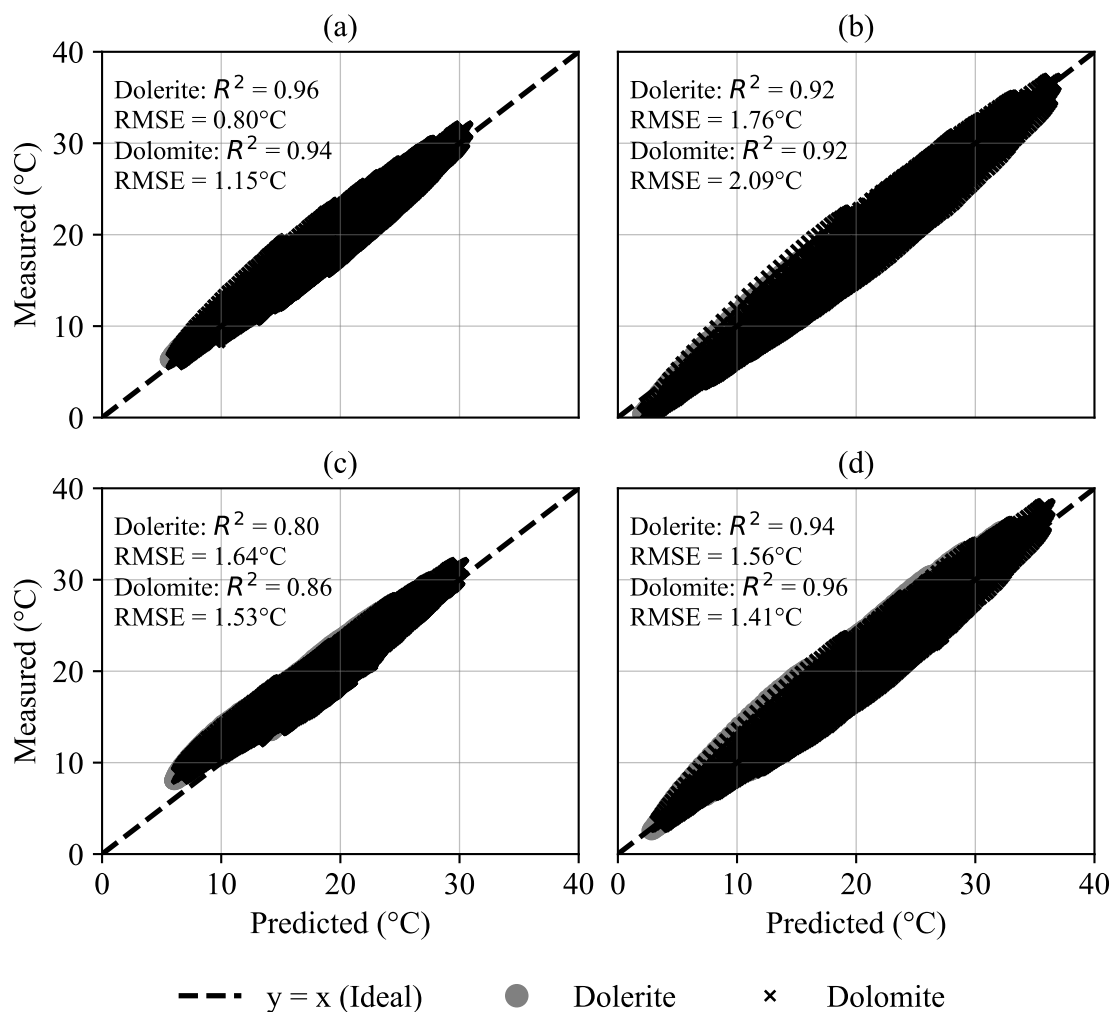 (a)
(b)
40
Dolerite: R² = 0.96
RMSE = 0.80°C
Dolomite: R² = 0.94
RMSE = 1.15°C
30
20
10
0
Measured (°C)
Dolerite: R² = 0.92
RMSE = 1.76°C
Dolomite: R² = 0.92
RMSE = 2.09°C
(c)
(d)
40
Dolerite: R² = 0.80
RMSE = 1.64°C
Dolomite: R² = 0.86
RMSE = 1.53°C
30
20
10
0
Measured (°C)
Dolerite: R² = 0.94
RMSE = 1.56°C
Dolomite: R² = 0.96
RMSE = 1.41°C
0 10 20 30 40
0 10 20 30 40
Predicted (°C)
Predicted (°C)
y = x (Ideal) Dolerite Dolomite